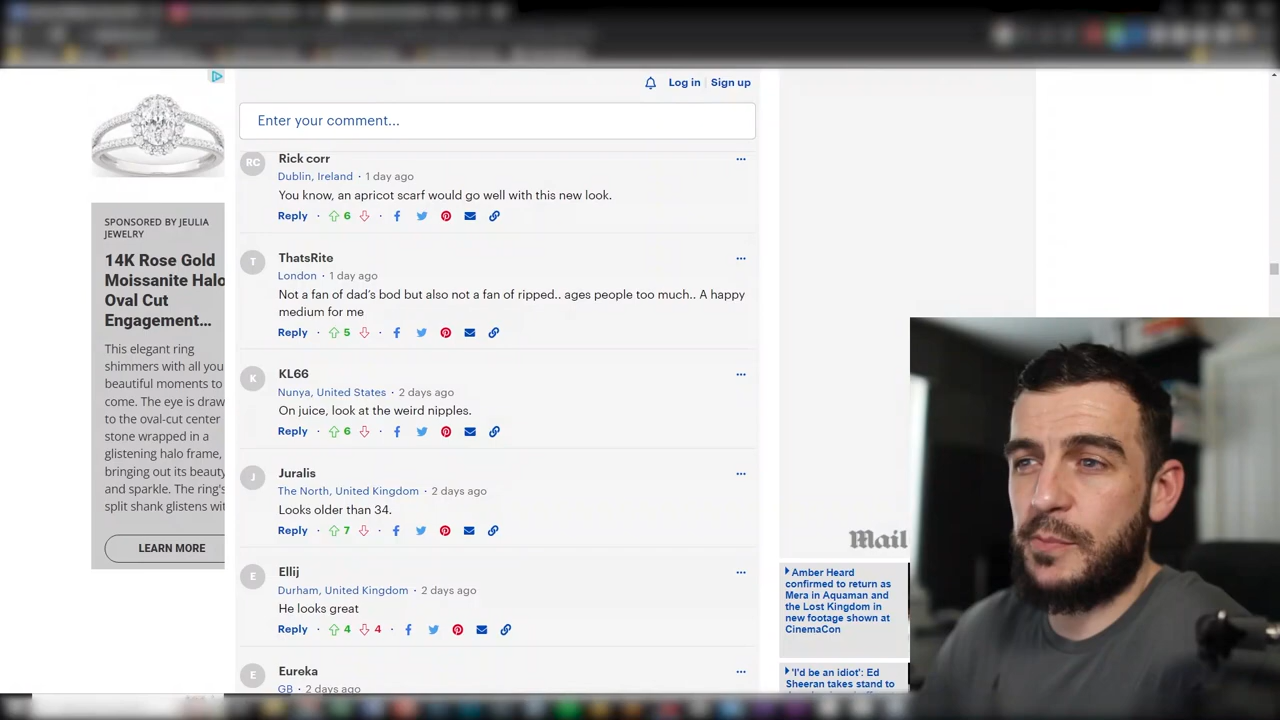 Log in Sign up
Enter your comment...
RC
Rick corr
Dublin, Ireland · 1 day ago
You know, an apricot scarf would go well with this new look.
Reply · 6 ·
T
ThatsRite
London · 1 day ago
Not a fan of dad's bod but also not a fan of ripped.. ages people too much.. A happy
medium for me
Reply · 5 ·
K
KL66
Nunya, United States · 2 days ago
On juice, look at the weird nipples.
Reply · 6 ·
J
Juralis
The North, United Kingdom · 2 days ago
Looks older than 34.
Reply · 7 ·
E
Ellij
Durham, United Kingdom · 2 days ago
He looks great
Reply · 4 4 ·
E
Eureka
GB · 2 days ago
SPONSORED BY JEULIA
JEWELRY
14K Rose Gold
Moissanite Halo
Oval Cut
Engagement...
This elegant ring
shimmers with all you
beautiful moments to
come. The eye is draw
to the oval-cut center
stone wrapped in a
glistening halo frame,
bringing out its beauty
and sparkle. The ring's
split shank glistens wit
LEARN MORE
Mail
Amber Heard
confirmed to return as
Mera in Aquaman and
the Lost Kingdom in
new footage shown at
CinemaCon
'I'd be an idiot': Ed
Sheeran takes stand to